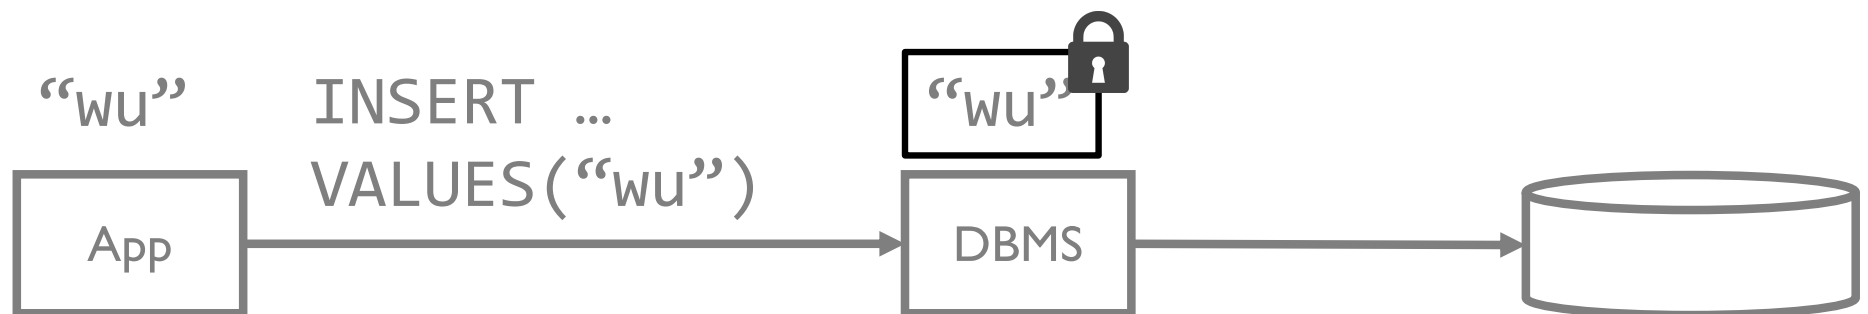 “wu”
INSERT …
VALUES(“wu”)
“wu”
App
DBMS